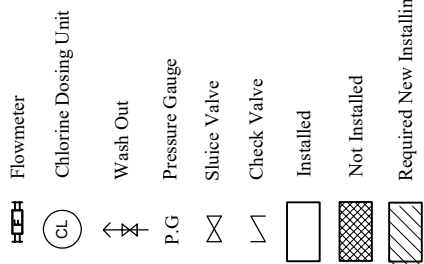 F Flowmeter
CL Chlorine Dosing Unit
Wash Out
P.G Pressure Gauge
Sluice Valve
Check Valve
Installed
Not Installed
Required New Installin